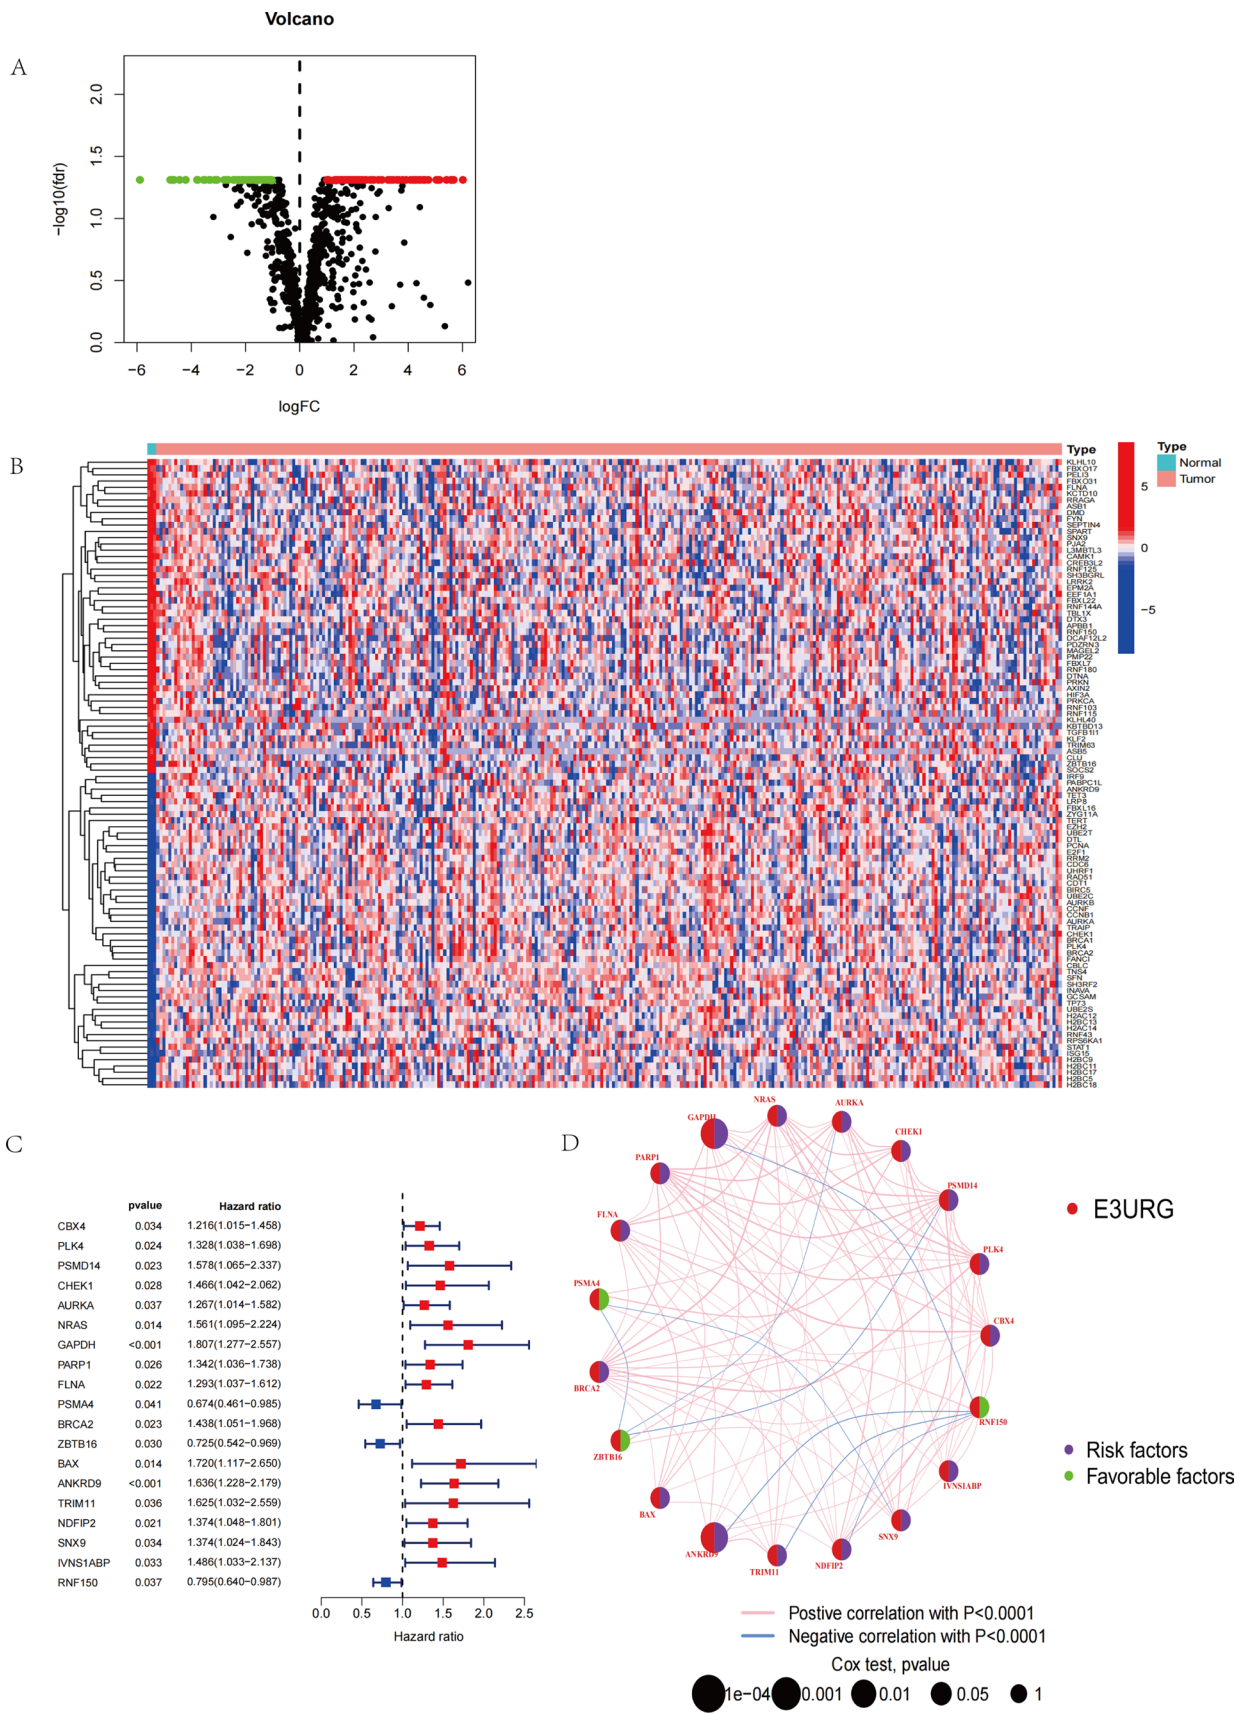 Volcano
A
−log10(fdr)
2.0
1.5
1.0
0.5
0.0
−6 −4 −2 0 2 4 6
logFC
B
Type
KLHL10
FBXO17
PELI3
FBXO31
FLNA
KCTD10
RRAGA
ASB1
DMD
FYN
SEPTIN4
SPART
SNX9
PJA2
L3MBTL3
CAMK1
CREB3L2
RNF125
SH3BGRL
LRRK2
EPM2A
EEF1A1
FBXL22
RNF144A
TBL1X
DTX3
APBB1
RNF150
DCAF12L2
PDZRN3
MAGEL2
PMP22
FBXL7
RNF180
DTNA
PRKN
AXIN2
HIF3A
PRKCA
RNF103
RNF115
KLHL40
KBTBD13
TGFB1I1
KLF2
TRIM63
ASB5
CLU
ZBTB16
SOCS2
IRF9
PABPC1L
ANKRD9
TET3
LRP8
FBXL16
ZYG11A
TERT
EZH2
UBE2T
DTL
PCNA
E2F1
RRM2
CDC6
UHRF1
RAD51
CDT1
BIRC5
UBE2C
AURKB
CCNF
CCNB1
AURKA
TRAIP
CHEK1
BRCA1
PLK4
BRCA2
FANCI
CBLC
TNS4
SFN
SH3RF2
INAVA
GCSAM
TP73
UBE2S
H2AC12
H2BC13
H2AC14
RNF43
RPS6KA1
STAT1
ISG15
H2BC9
H2BC11
H2BC17
H2BC5
H2BC18
5
0
−5
Type
Normal
Tumor
C
pvalue Hazard ratio
CBX4 0.034 1.216(1.015−1.458)
PLK4 0.024 1.328(1.038−1.698)
PSMD14 0.023 1.578(1.065−2.337)
CHEK1 0.028 1.466(1.042−2.062)
AURKA 0.037 1.267(1.014−1.582)
NRAS 0.014 1.561(1.095−2.224)
GAPDH <0.001 1.807(1.277−2.557)
PARP1 0.026 1.342(1.036−1.738)
FLNA 0.022 1.293(1.037−1.612)
PSMA4 0.041 0.674(0.461−0.985)
BRCA2 0.023 1.438(1.051−1.968)
ZBTB16 0.030 0.725(0.542−0.969)
BAX 0.014 1.720(1.117−2.650)
ANKRD9 <0.001 1.636(1.228−2.179)
TRIM11 0.036 1.625(1.032−2.559)
NDFIP2 0.021 1.374(1.048−1.801)
SNX9 0.034 1.374(1.024−1.843)
IVNS1ABP 0.033 1.486(1.033−2.137)
RNF150 0.037 0.795(0.640−0.987)
0.0 0.5 1.0 1.5 2.0 2.5
Hazard ratio
D
NRAS
AURKA
GAPDH
CHEK1
PARP1
PSMD14
FLNA
PLK4
PSMA4
CBX4
BRCA2
RNF150
ZBTB16
IVNS1ABP
BAX
SNX9
ANKRD9
NDFIP2
TRIM11
E3URG
Risk factors
Favorable factors
Postive correlation with P<0.0001
Negative correlation with P<0.0001
Cox test, pvalue
1e−04 0.001 0.01 0.05 1